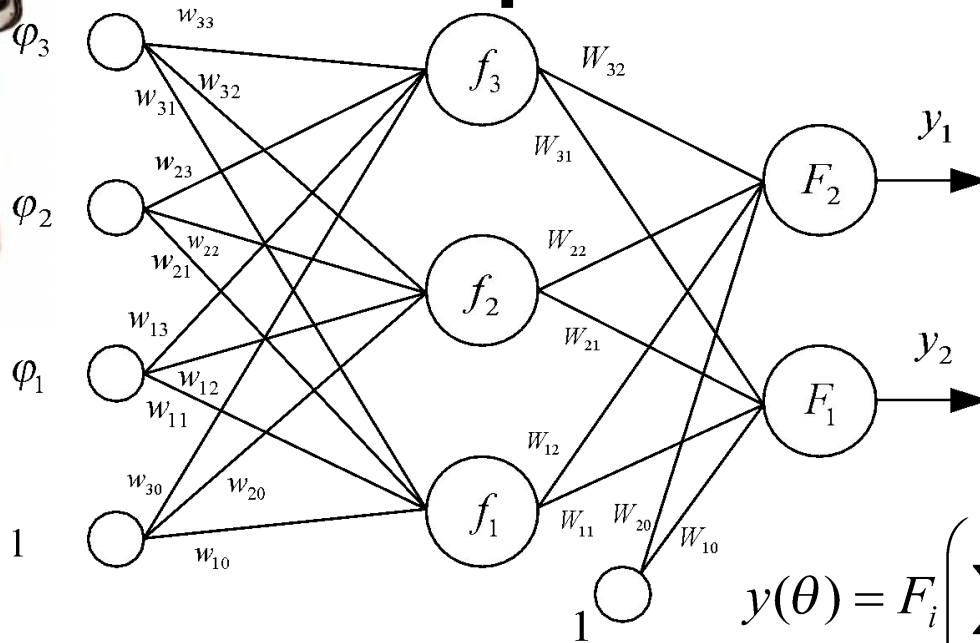 φ₃ w₃₃ f₃ W₃₂
w₃₁ w₃₂ W₃₁ y₁
w₂₃ F₂
φ₂ w₂₂ W₂₂
w₂₁ f₂
w₁₃ W₂₁ y₂
φ₁ w₁₂ F₁
w₁₁ W₁₂
w₃₀ w₂₀ f₁
1 w₁₀ W₁₁ W₂₀ W₁₀
1 y(θ) = Fᵢ(